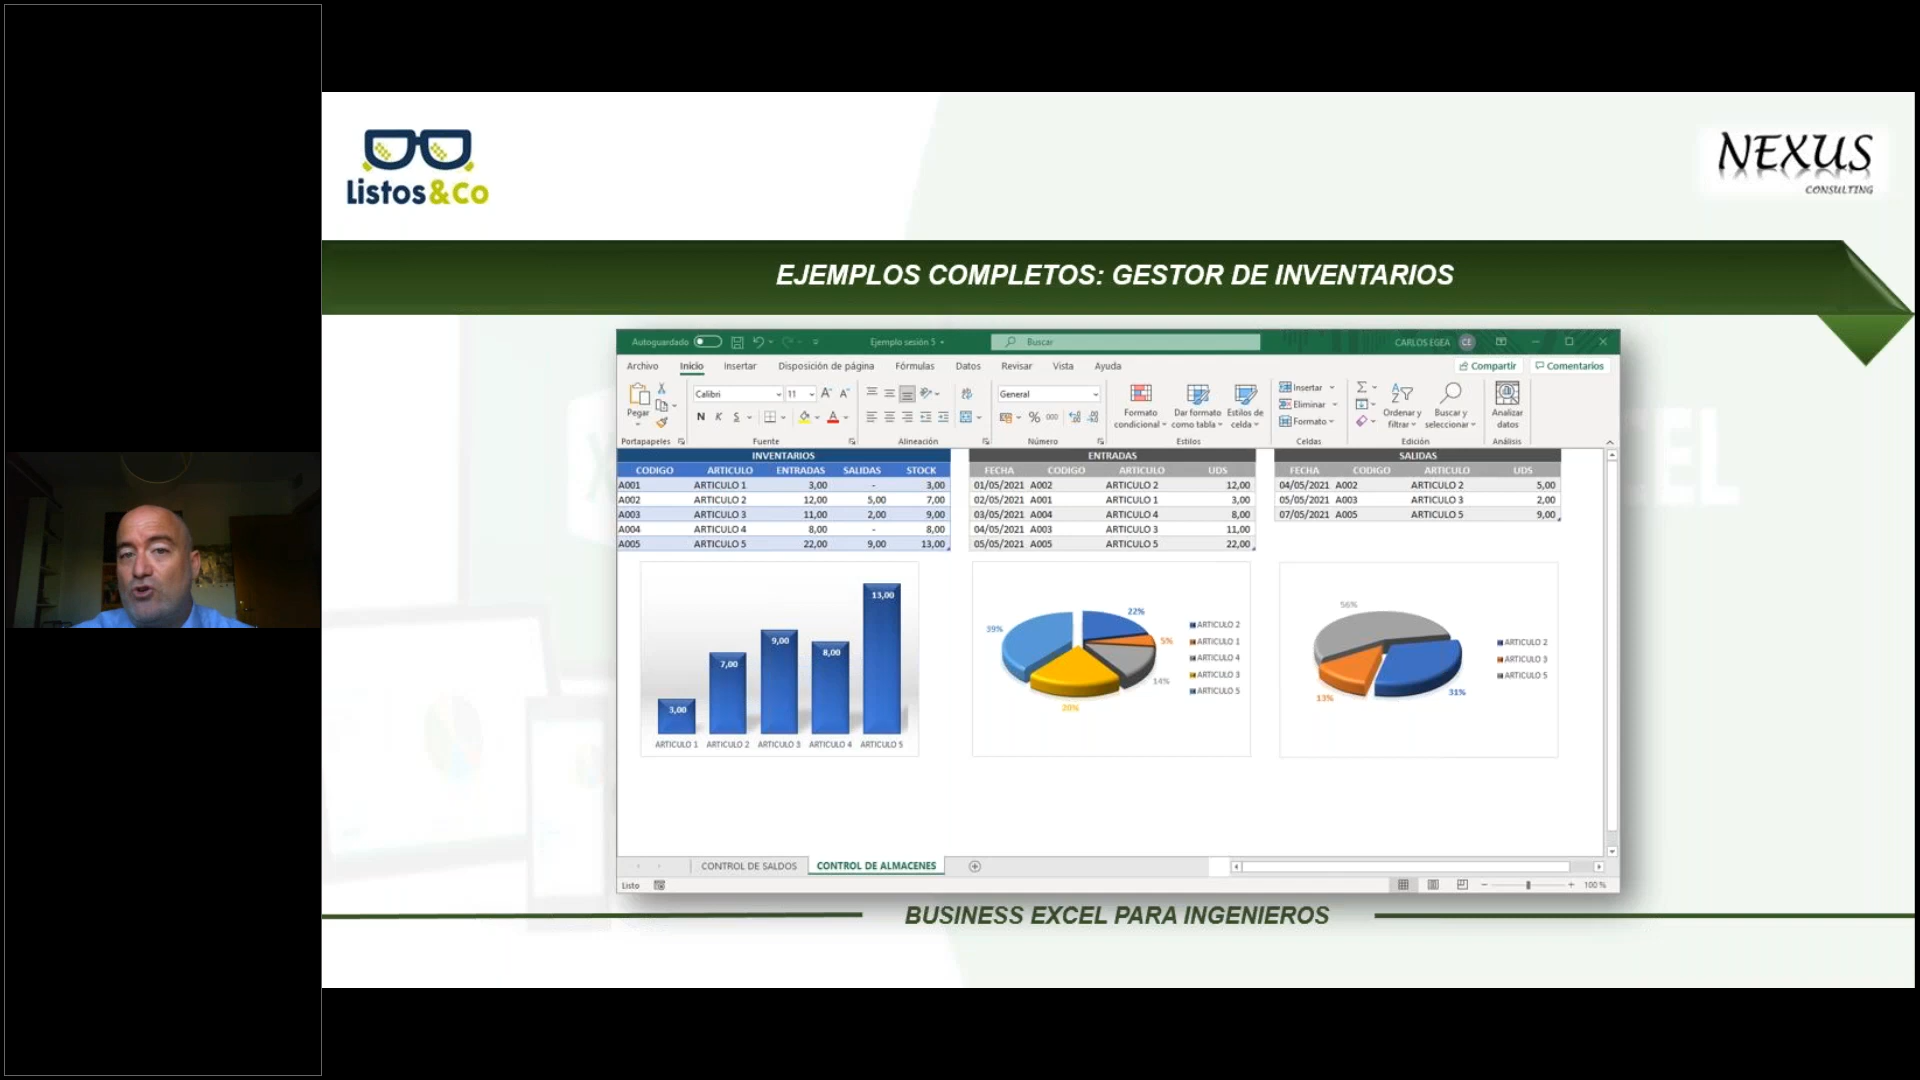 Listos&Co
NEXUS
CONSULTING
EJEMPLOS COMPLETOS: GESTOR DE INVENTARIOS
Autoguardado
Ejemplo sesión 5
Buscar
CARLOS EGEA CE
Archivo Inicio Insertar Disposición de página Fórmulas Datos Revisar Vista Ayuda Compartir Comentarios
Pegar
Calibri 11
N K S
General
% 000
Formato condicional
Dar formato como tabla
Estilos de celda
Insertar
Eliminar
Formato
Ordenar y filtrar
Buscar y seleccionar
Analizar datos
Portapapeles Fuente Alineación Número Estilos Celdas Edición Análisis
INVENTARIOS
CODIGO ARTICULO ENTRADAS SALIDAS STOCK
A001 ARTICULO 1 3,00 - 3,00
A002 ARTICULO 2 12,00 5,00 7,00
A003 ARTICULO 3 11,00 2,00 9,00
A004 ARTICULO 4 8,00 - 8,00
A005 ARTICULO 5 22,00 9,00 13,00
ENTRADAS
FECHA CODIGO ARTICULO UDS
01/05/2021 A002 ARTICULO 2 12,00
02/05/2021 A001 ARTICULO 1 3,00
03/05/2021 A004 ARTICULO 4 8,00
04/05/2021 A003 ARTICULO 3 11,00
05/05/2021 A005 ARTICULO 5 22,00
SALIDAS
FECHA CODIGO ARTICULO UDS
04/05/2021 A002 ARTICULO 2 5,00
05/05/2021 A003 ARTICULO 3 2,00
07/05/2021 A005 ARTICULO 5 9,00
3,00 7,00 9,00 8,00 13,00
ARTICULO 1 ARTICULO 2 ARTICULO 3 ARTICULO 4 ARTICULO 5
39%
22%
5%
14%
20%
ARTICULO 2
ARTICULO 1
ARTICULO 4
ARTICULO 3
ARTICULO 5
56%
13%
31%
ARTICULO 2
ARTICULO 3
ARTICULO 5
CONTROL DE SALDOS CONTROL DE ALMACENES
Listo
100 %
BUSINESS EXCEL PARA INGENIEROS